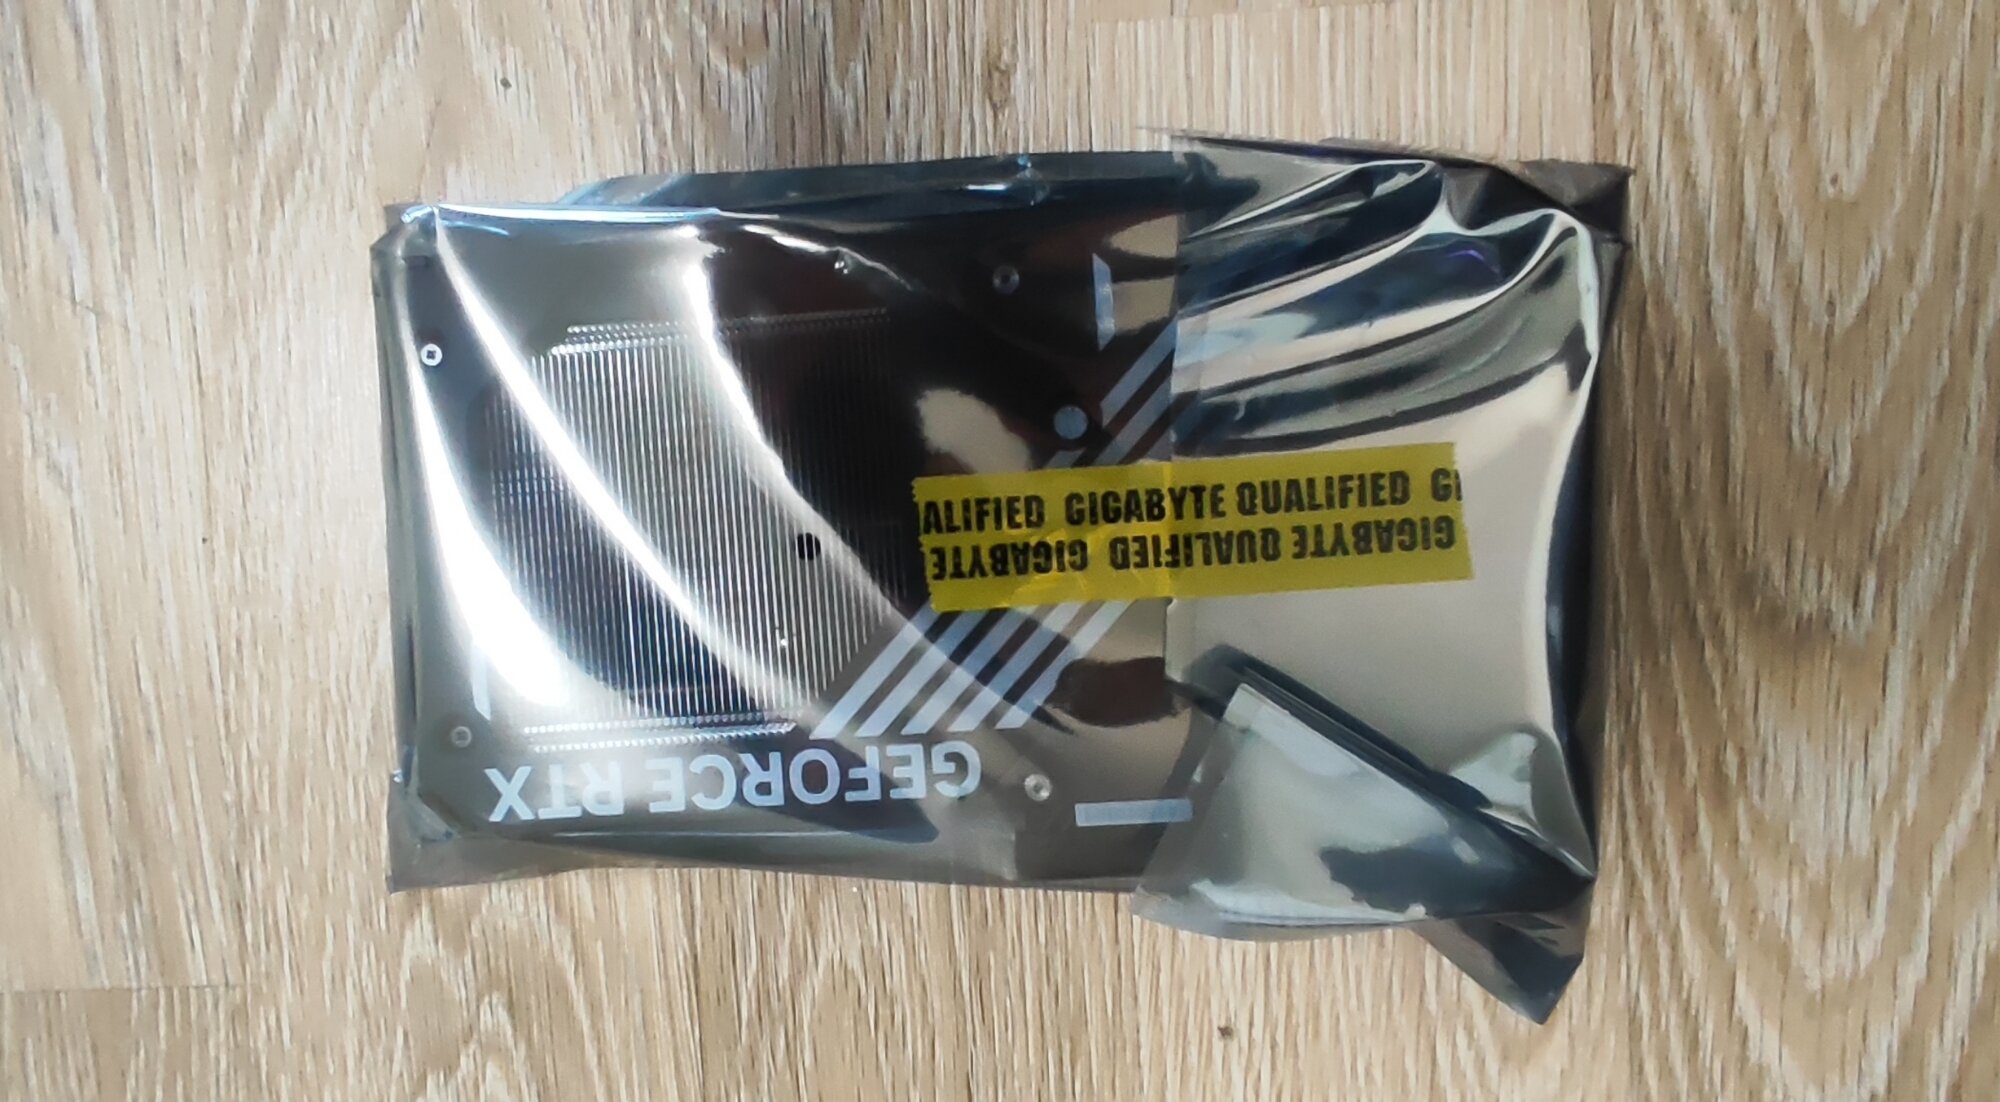 ALIFIED GIGABYTE QUALIFIED GI
GIGABYTE QUALIFIED GIGABYTE
GEFORCE RTX